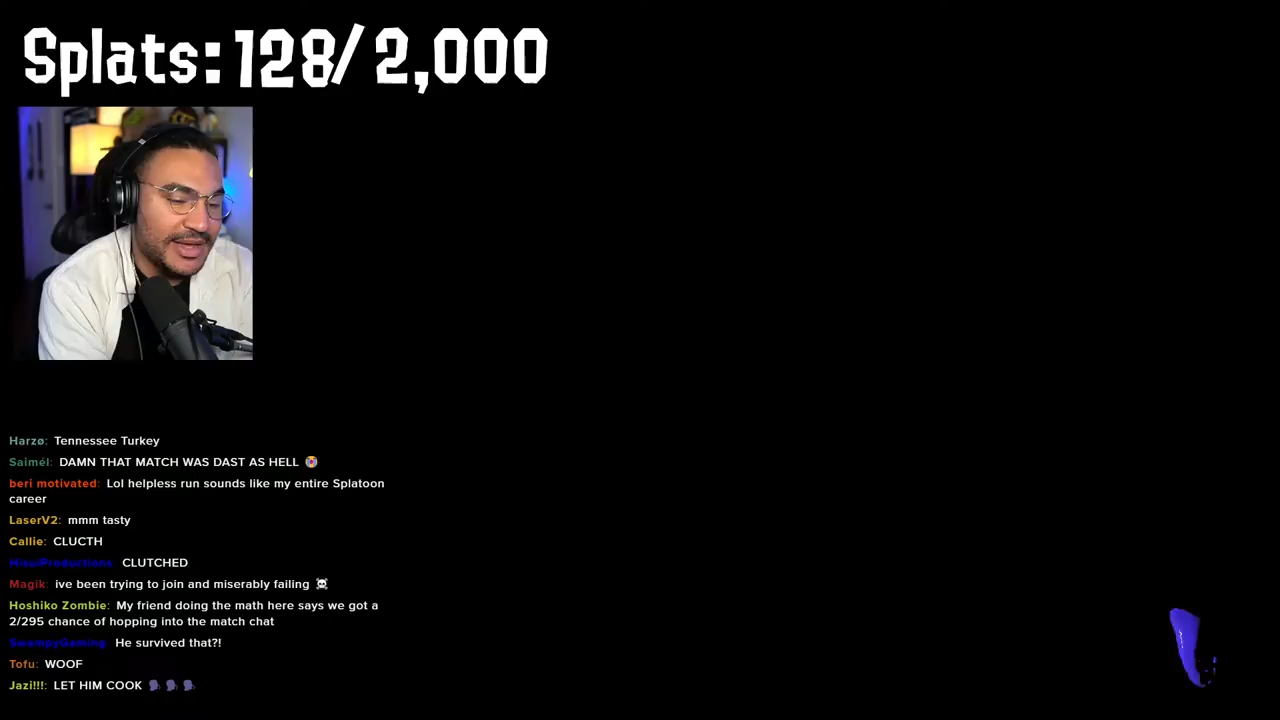 Splats: 128/ 2,000
Harzø: Tennessee Turkey
Saimél: DAMN THAT MATCH WAS DAST AS HELL
beri motivated: Lol helpless run sounds like my entire Splatoon
career
LaserV2: mmm tasty
Callie: CLUCTH
HisuiProductions: CLUTCHED
Magik: ive been trying to join and miserably failing ☠
Hoshiko Zombie: My friend doing the math here says we got a
2/295 chance of hopping into the match chat
SwampyGaming: He survived that?!
Tofu: WOOF
Jazi!!!: LET HIM COOK 🗣🗣🗣